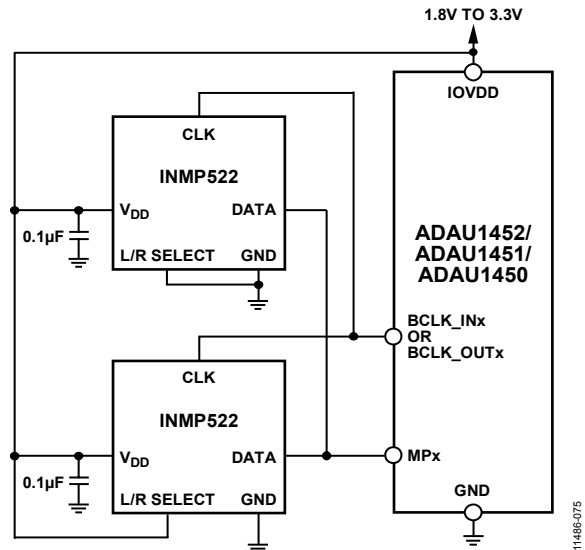 1.8V TO 3.3V
IOVDD
CLK
INMP522
VDD
DATA
0.1µF
L/R SELECT
GND
ADAU1452/
ADAU1451/
ADAU1450
BCLK_INx
OR
BCLK_OUTx
CLK
INMP522
VDD
DATA
MPx
0.1µF
L/R SELECT
GND
GND
11486-075